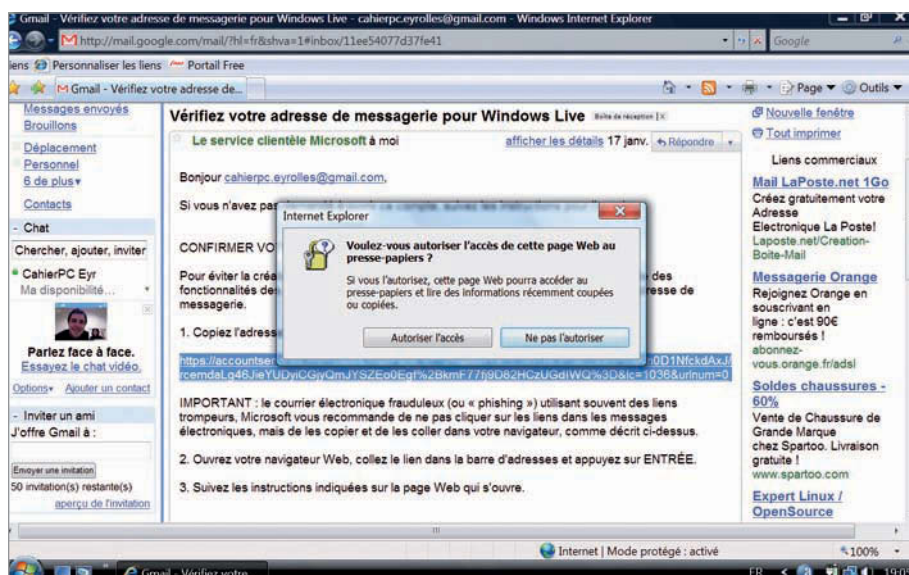 Gmail - Vérifiez votre adresse de messagerie pour Windows Live - cahierpc.eyrolles@gmail.com - Windows Internet Explorer
http://mail.google.com/mail/?hl=fr&shva=1#inbox/11ee54077d37fe41
Google
iens Personnaliser les liens Portail Free
Gmail - Vérifiez votre adresse de...
Page Outils
Messages envoyés
Brouillons
Déplacement
Personnel
6 de plus
Contacts
- Chat
Chercher, ajouter, inviter
CahierPC Eyr
Ma disponibilité...
Parlez face à face.
Essayez le chat vidéo.
Options Ajouter un contact
- Inviter un ami
J'offre Gmail à :
Envoyer une invitation
50 invitation(s) restante(s)
aperçu de l'invitation
Vérifiez votre adresse de messagerie pour Windows Live Boîte de réception | X
Le service clientèle Microsoft à moi afficher les détails 17 janv. Répondre
Bonjour cahierpc.eyrolles@gmail.com,
Si vous n'avez pas
CONFIRMER VO
Pour éviter la créa des
fonctionnalités des resse de
messagerie.
1. Copiez l'adress
https://accountser
IMPORTANT : le courrier électronique frauduleux (ou « phishing ») utilisant souvent des liens
trompeurs, Microsoft vous recommande de ne pas cliquer sur les liens dans les messages
électroniques, mais de les copier et de les coller dans votre navigateur, comme décrit ci-dessus.
2. Ouvrez votre navigateur Web, collez le lien dans la barre d'adresses et appuyez sur ENTRÉE.
3. Suivez les instructions indiquées sur la page Web qui s'ouvre.
Internet Explorer
Voulez-vous autoriser l'accès de cette page Web au
presse-papiers ?
Si vous l'autorisez, cette page Web pourra accéder au
presse-papiers et lire des informations récemment coupées
ou copiées.
Autoriser l'accès
Ne pas l'autoriser
Nouvelle fenêtre
Tout imprimer
Liens commerciaux
Mail LaPoste.net 1Go
Créez gratuitement votre
Adresse
Electronique La Poste!
Laposte.net/Creation-
Boite-Mail
Messagerie Orange
Rejoignez Orange en
souscrivant en
ligne : c'est 90€
remboursés !
abonnez-
vous.orange.fr/adsl
Soldes chaussures -
60%
Vente de Chaussure de
Grande Marque
chez Spartoo. Livraison
gratuite !
www.spartoo.com
Expert Linux /
OpenSource
Internet | Mode protégé : activé
100%
Gmail - Vérifiez votre
FR
19:05